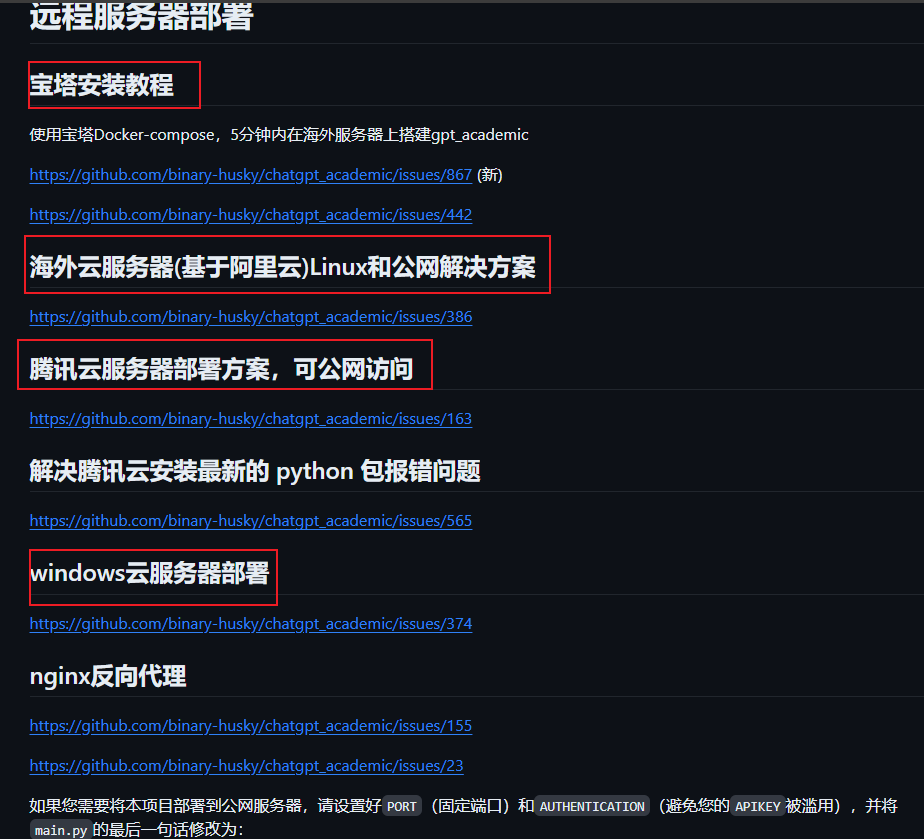 远程服务器部署
宝塔安装教程
使用宝塔Docker-compose，5分钟内在海外服务器上搭建gpt_academic
https://github.com/binary-husky/chatgpt_academic/issues/867 (新)
https://github.com/binary-husky/chatgpt_academic/issues/442
海外云服务器(基于阿里云)Linux和公网解决方案
https://github.com/binary-husky/chatgpt_academic/issues/386
腾讯云服务器部署方案，可公网访问
https://github.com/binary-husky/chatgpt_academic/issues/163
解决腾讯云安装最新的 python 包报错问题
https://github.com/binary-husky/chatgpt_academic/issues/565
windows云服务器部署
https://github.com/binary-husky/chatgpt_academic/issues/374
nginx反向代理
https://github.com/binary-husky/chatgpt_academic/issues/155
https://github.com/binary-husky/chatgpt_academic/issues/23
如果您需要将本项目部署到公网服务器，请设置好 PORT （固定端口）和 AUTHENTICATION （避免您的 APIKEY 被滥用），并将
main.py 的最后一句话修改为：